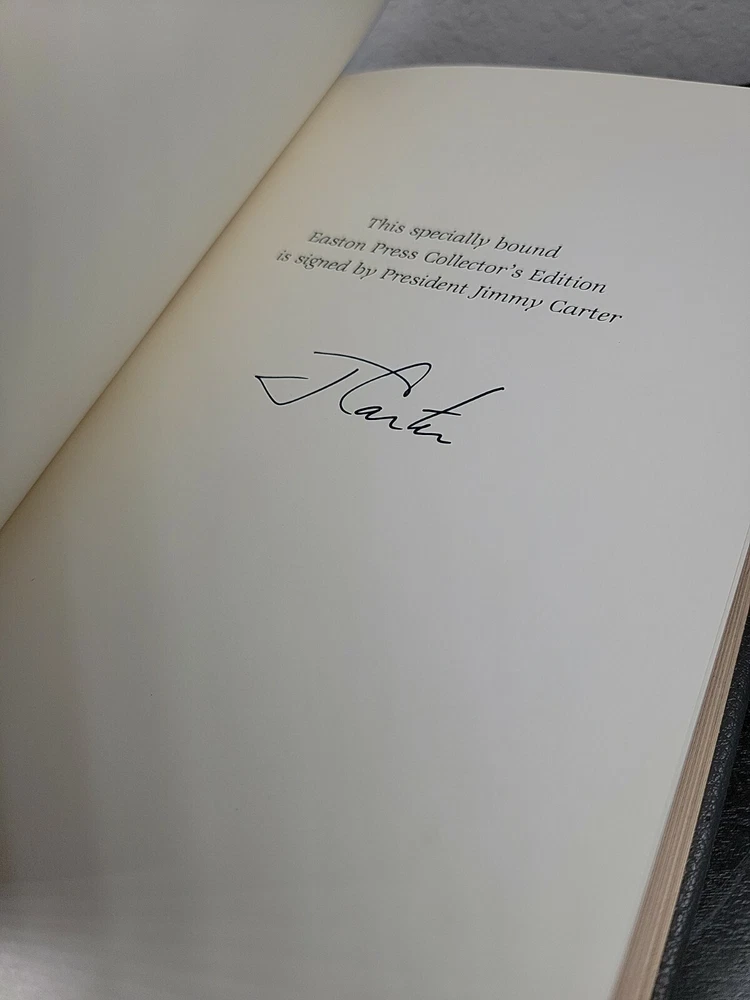 This specially bound
Easton Press Collector's Edition
is signed by President Jimmy Carter
J Carter